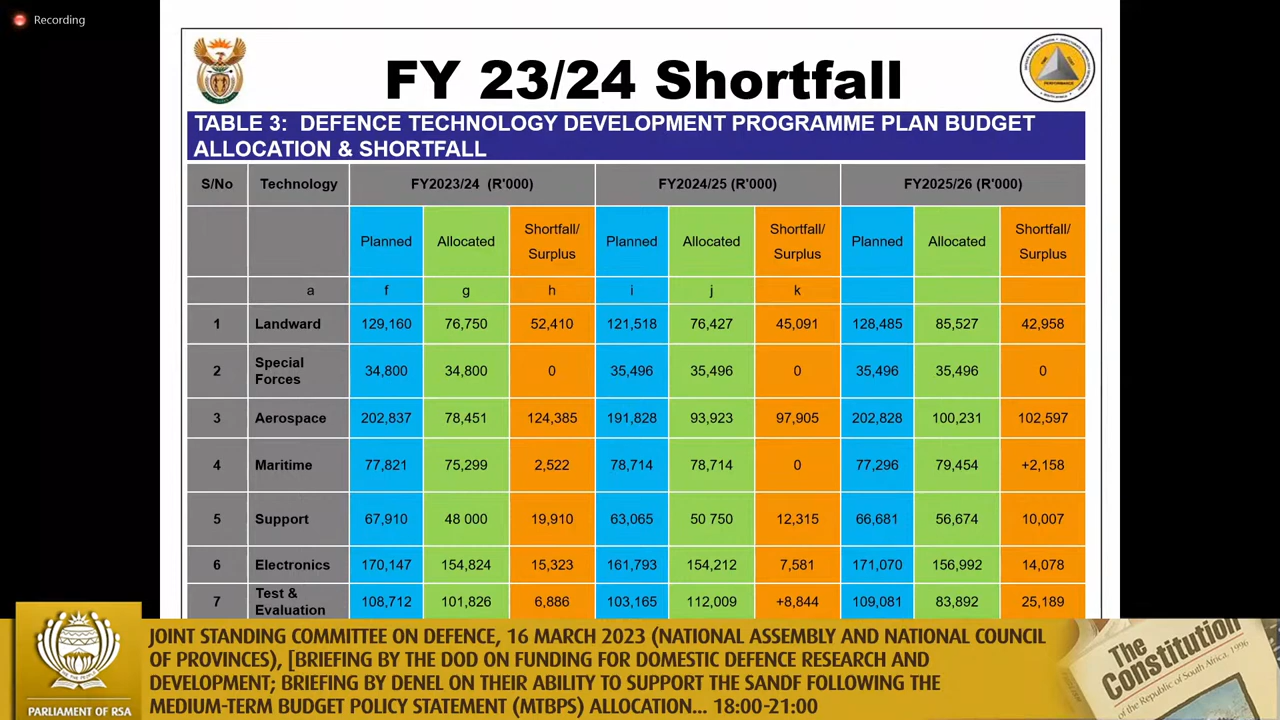 Recording
FY 23/24 Shortfall
TABLE 3: DEFENCE TECHNOLOGY DEVELOPMENT PROGRAMME PLAN BUDGET
ALLOCATION & SHORTFALL
S/No Technology FY2023/24 (R'000) FY2024/25 (R'000) FY2025/26 (R'000)
Planned Allocated Shortfall/ Surplus Planned Allocated Shortfall/ Surplus Planned Allocated Shortfall/ Surplus
a f g h i j k
1 Landward 129,160 76,750 52,410 121,518 76,427 45,091 128,485 85,527 42,958
2 Special Forces 34,800 34,800 0 35,496 35,496 0 35,496 35,496 0
3 Aerospace 202,837 78,451 124,385 191,828 93,923 97,905 202,828 100,231 102,597
4 Maritime 77,821 75,299 2,522 78,714 78,714 0 77,296 79,454 +2,158
5 Support 67,910 48 000 19,910 63,065 50 750 12,315 66,681 56,674 10,007
6 Electronics 170,147 154,824 15,323 161,793 154,212 7,581 171,070 156,992 14,078
7 Test & Evaluation 108,712 101,826 6,886 103,165 112,009 +8,844 109,081 83,892 25,189
JOINT STANDING COMMITTEE ON DEFENCE, 16 MARCH 2023 (NATIONAL ASSEMBLY AND NATIONAL COUNCIL
OF PROVINCES), [BRIEFING BY THE DOD ON FUNDING FOR DOMESTIC DEFENCE RESEARCH AND
DEVELOPMENT; BRIEFING BY DENEL ON THEIR ABILITY TO SUPPORT THE SANDF FOLLOWING THE
MEDIUM-TERM BUDGET POLICY STATEMENT (MTBPS) ALLOCATION... 18:00-21:00
PARLIAMENT OF RSA
The
Constitution
of the Republic of South Africa, 1996